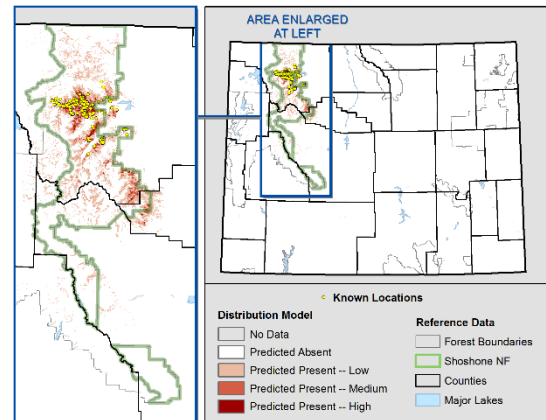 AREA ENLARGED
AT LEFT
Known Locations
Distribution Model
No Data
Predicted Absent
Predicted Present -- Low
Predicted Present -- Medium
Predicted Present -- High
Reference Data
Forest Boundaries
Shoshone NF
Counties
Major Lakes